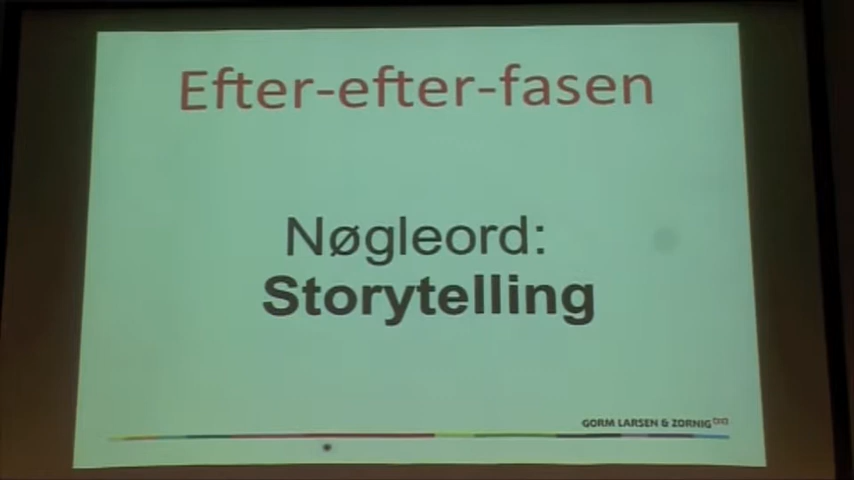 Efter-efter-fasen
Nøgleord:
Storytelling
GORM LARSEN & ZORNIG